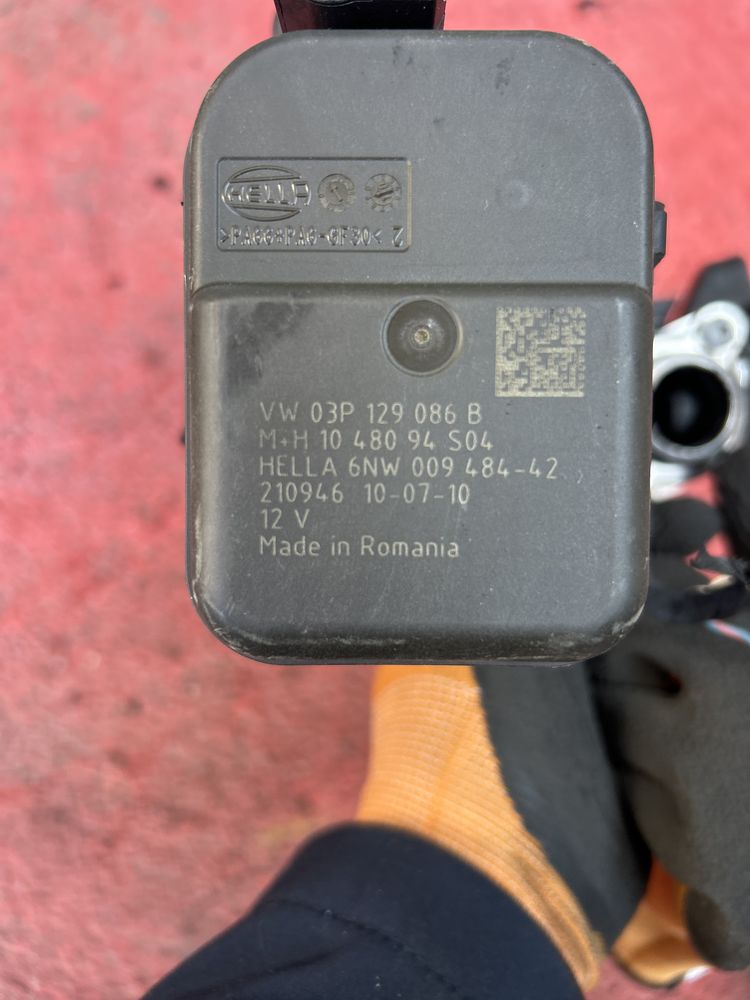 HELLA
>PA66+PA6-GF30< 7
VW 03P 129 086 B
M+H 10 480 94 S04
HELLA 6NW 009 484-42
210946 10-07-10
12 V
Made in Romania